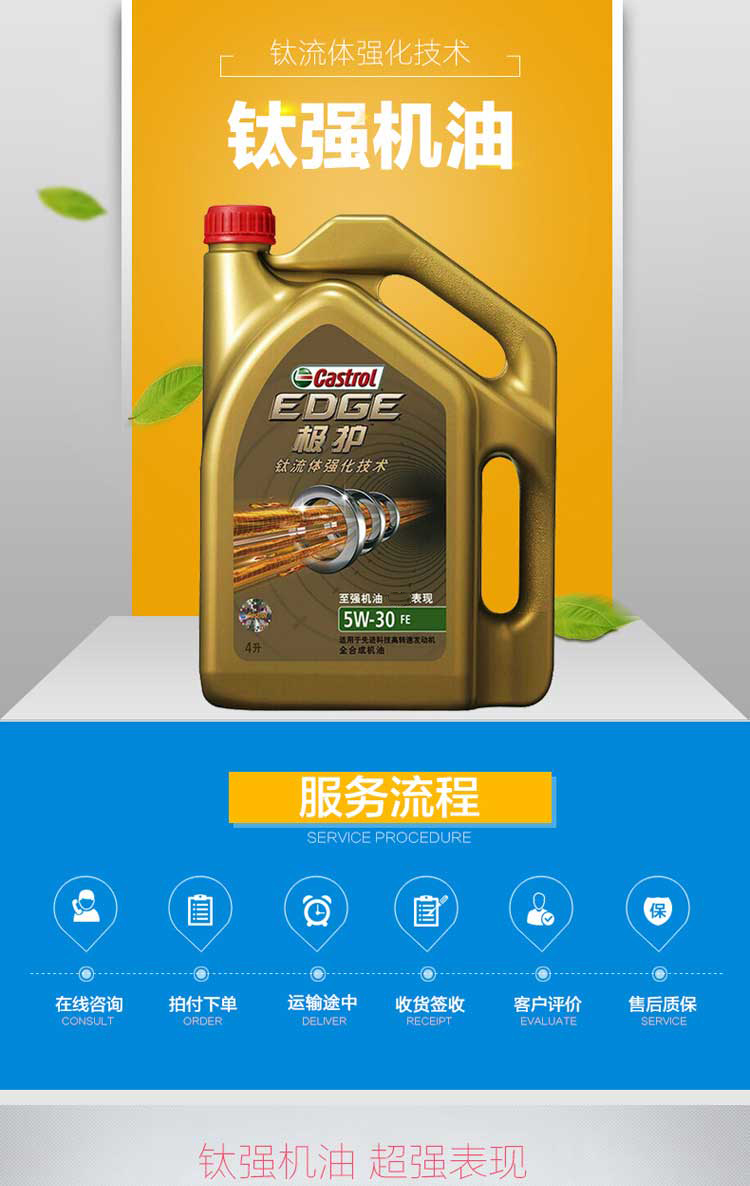 钛流体强化技术
钛强机油
Castrol
EDGE
极护
钛流体强化技术
至强机油 表现
5W-30 FE
适用于先进科技高转速发动机
4升 全合成机油
服务流程
SERVICE PROCEDURE
保
在线咨询 拍付下单 运输途中 收货签收 客户评价 售后质保
CONSULT ORDER DELIVER RECEIPT EVALUATE SERVICE
钛强机油 超强表现